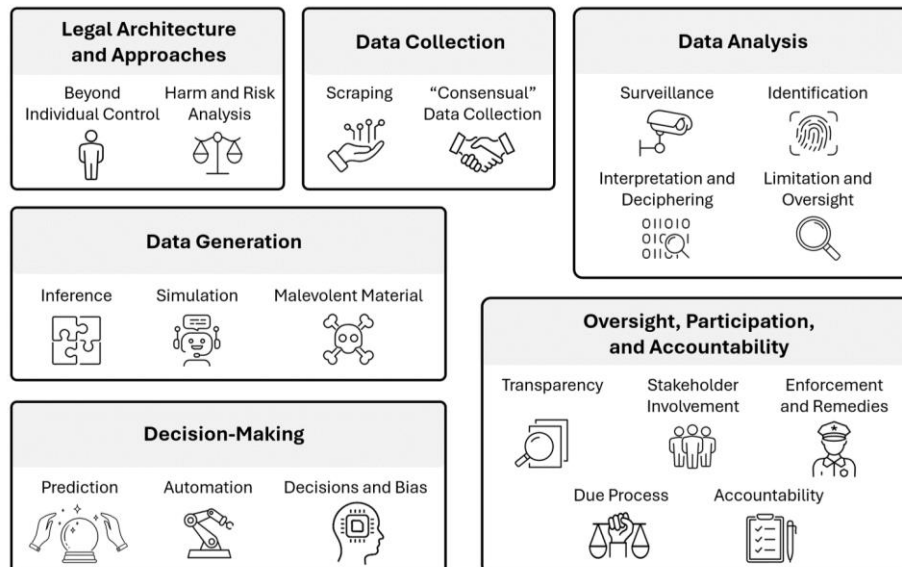 Legal Architecture
and Approaches
Beyond
Individual Control
Harm and Risk
Analysis
Data Collection
Scraping
“Consensual”
Data Collection
Data Analysis
Surveillance
Identification
Interpretation and
Deciphering
011010
Limitation and
Oversight
Data Generation
Inference
Simulation
Malevolent Material
Oversight, Participation,
and Accountability
Transparency
Stakeholder
Involvement
Enforcement
and Remedies
Due Process
Accountability
Decision-Making
Prediction
Automation
Decisions and Bias